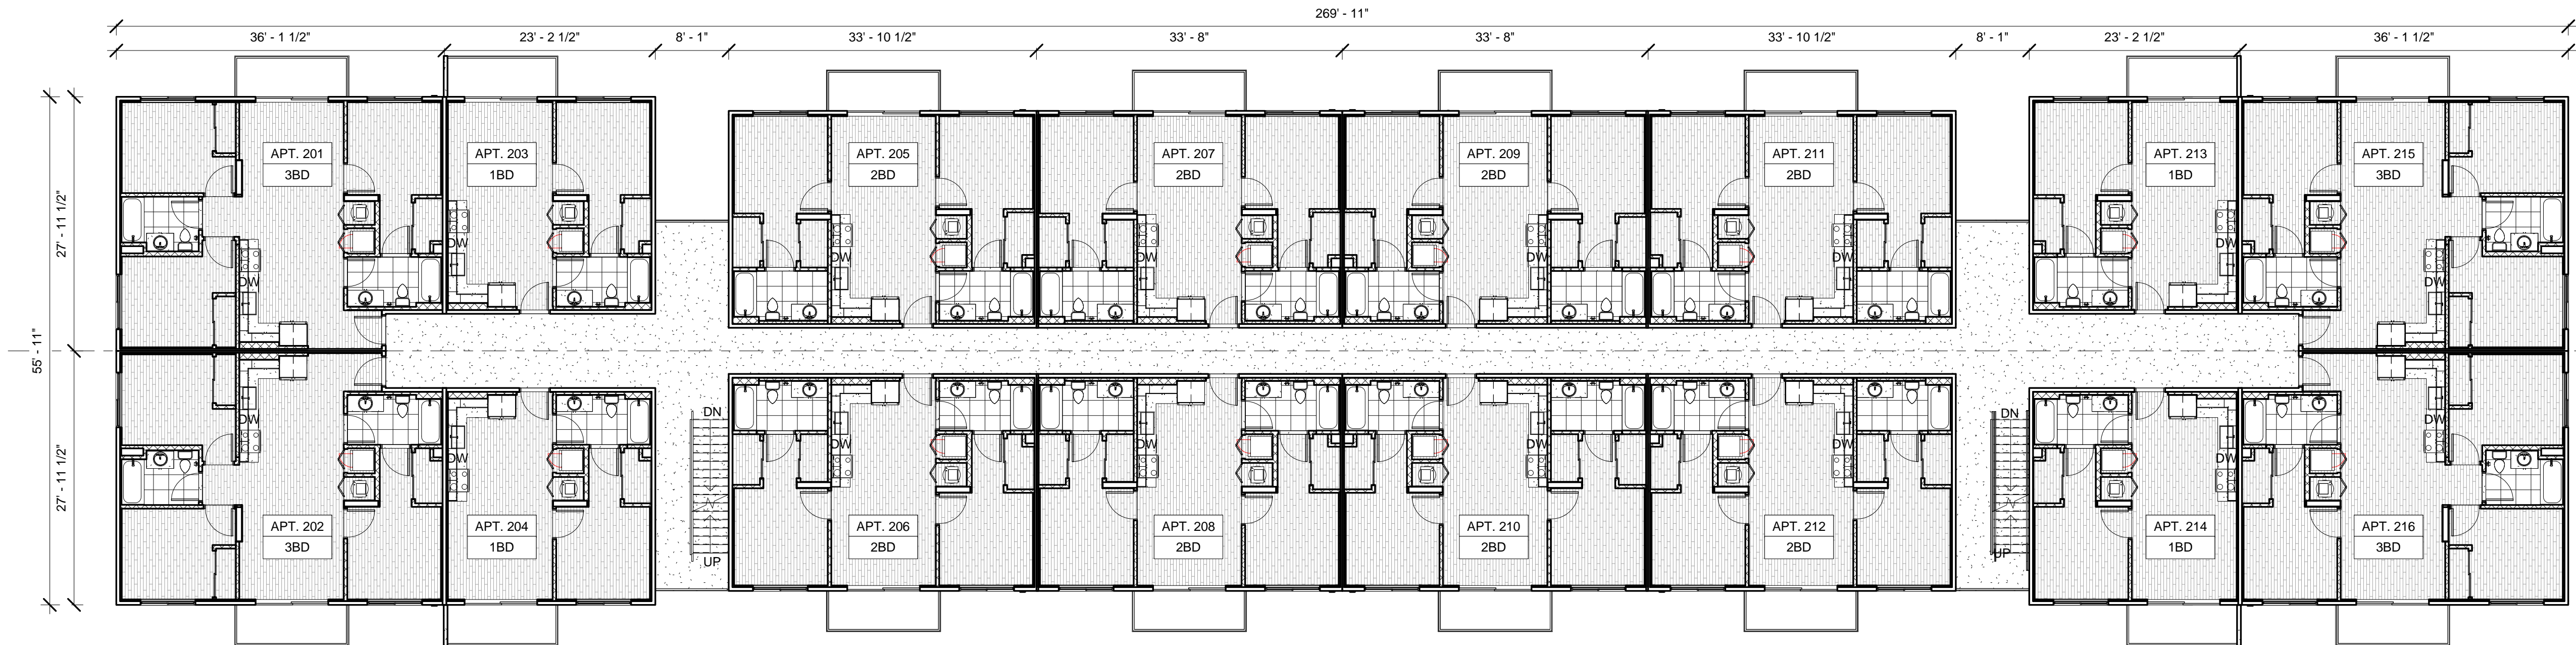 269' - 11"
36' - 1 1/2"
23' - 2 1/2"
8' - 1"
33' - 10 1/2"
33' - 8"
33' - 8"
33' - 10 1/2"
8' - 1"
23' - 2 1/2"
36' - 1 1/2"
55' - 11"
27' - 11 1/2"
27' - 11 1/2"
APT. 201
3BD
APT. 203
1BD
APT. 205
2BD
APT. 207
2BD
APT. 209
2BD
APT. 211
2BD
APT. 213
1BD
APT. 215
3BD
DW
DW
DW
DW
DW
DW
DW
DW
DN
DN
DW
DW
DW
DW
DW
DW
DW
DW
UP
UP
APT. 202
3BD
APT. 204
1BD
APT. 206
2BD
APT. 208
2BD
APT. 210
2BD
APT. 212
2BD
APT. 214
1BD
APT. 216
3BD